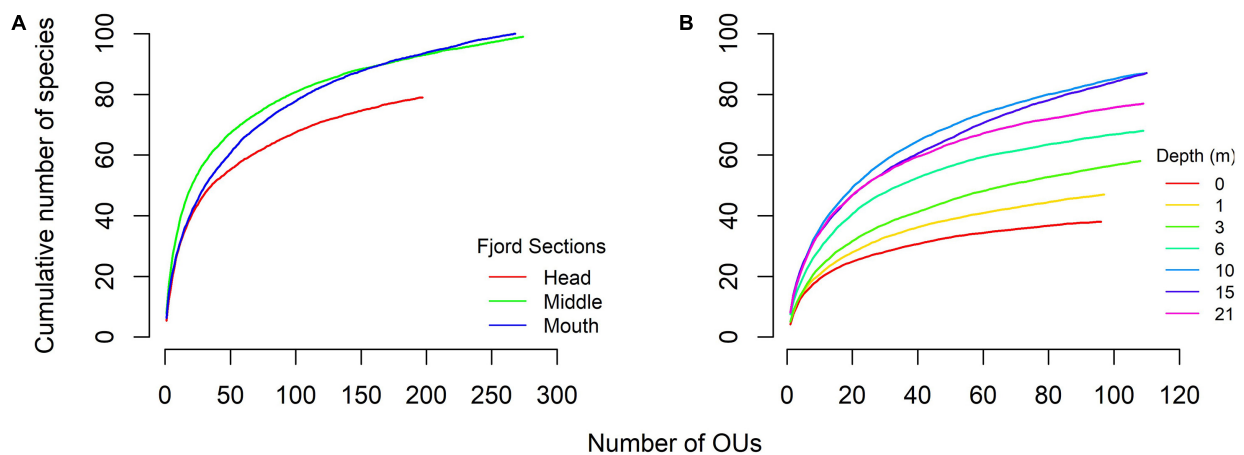 A
Cumulative number of species
0 20 40 60 80 100
0 50 100 150 200 250 300
Fjord Sections
Head
Middle
Mouth
B
0 20 40 60 80 100
0 20 40 60 80 100 120
Depth (m)
0
1
3
6
10
15
21
Number of OUs